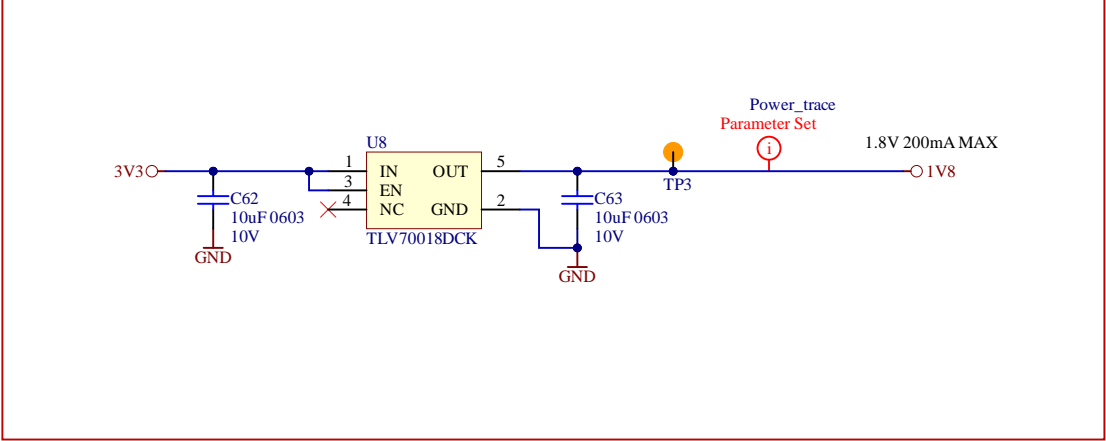 Power_trace
Parameter Set
i
1.8V 200mA MAX
U8
3V3
1
IN
OUT
5
1V8
3
EN
TP3
4
NC
GND
2
C62
10uF 0603
10V
GND
TLV70018DCK
C63
10uF 0603
10V
GND